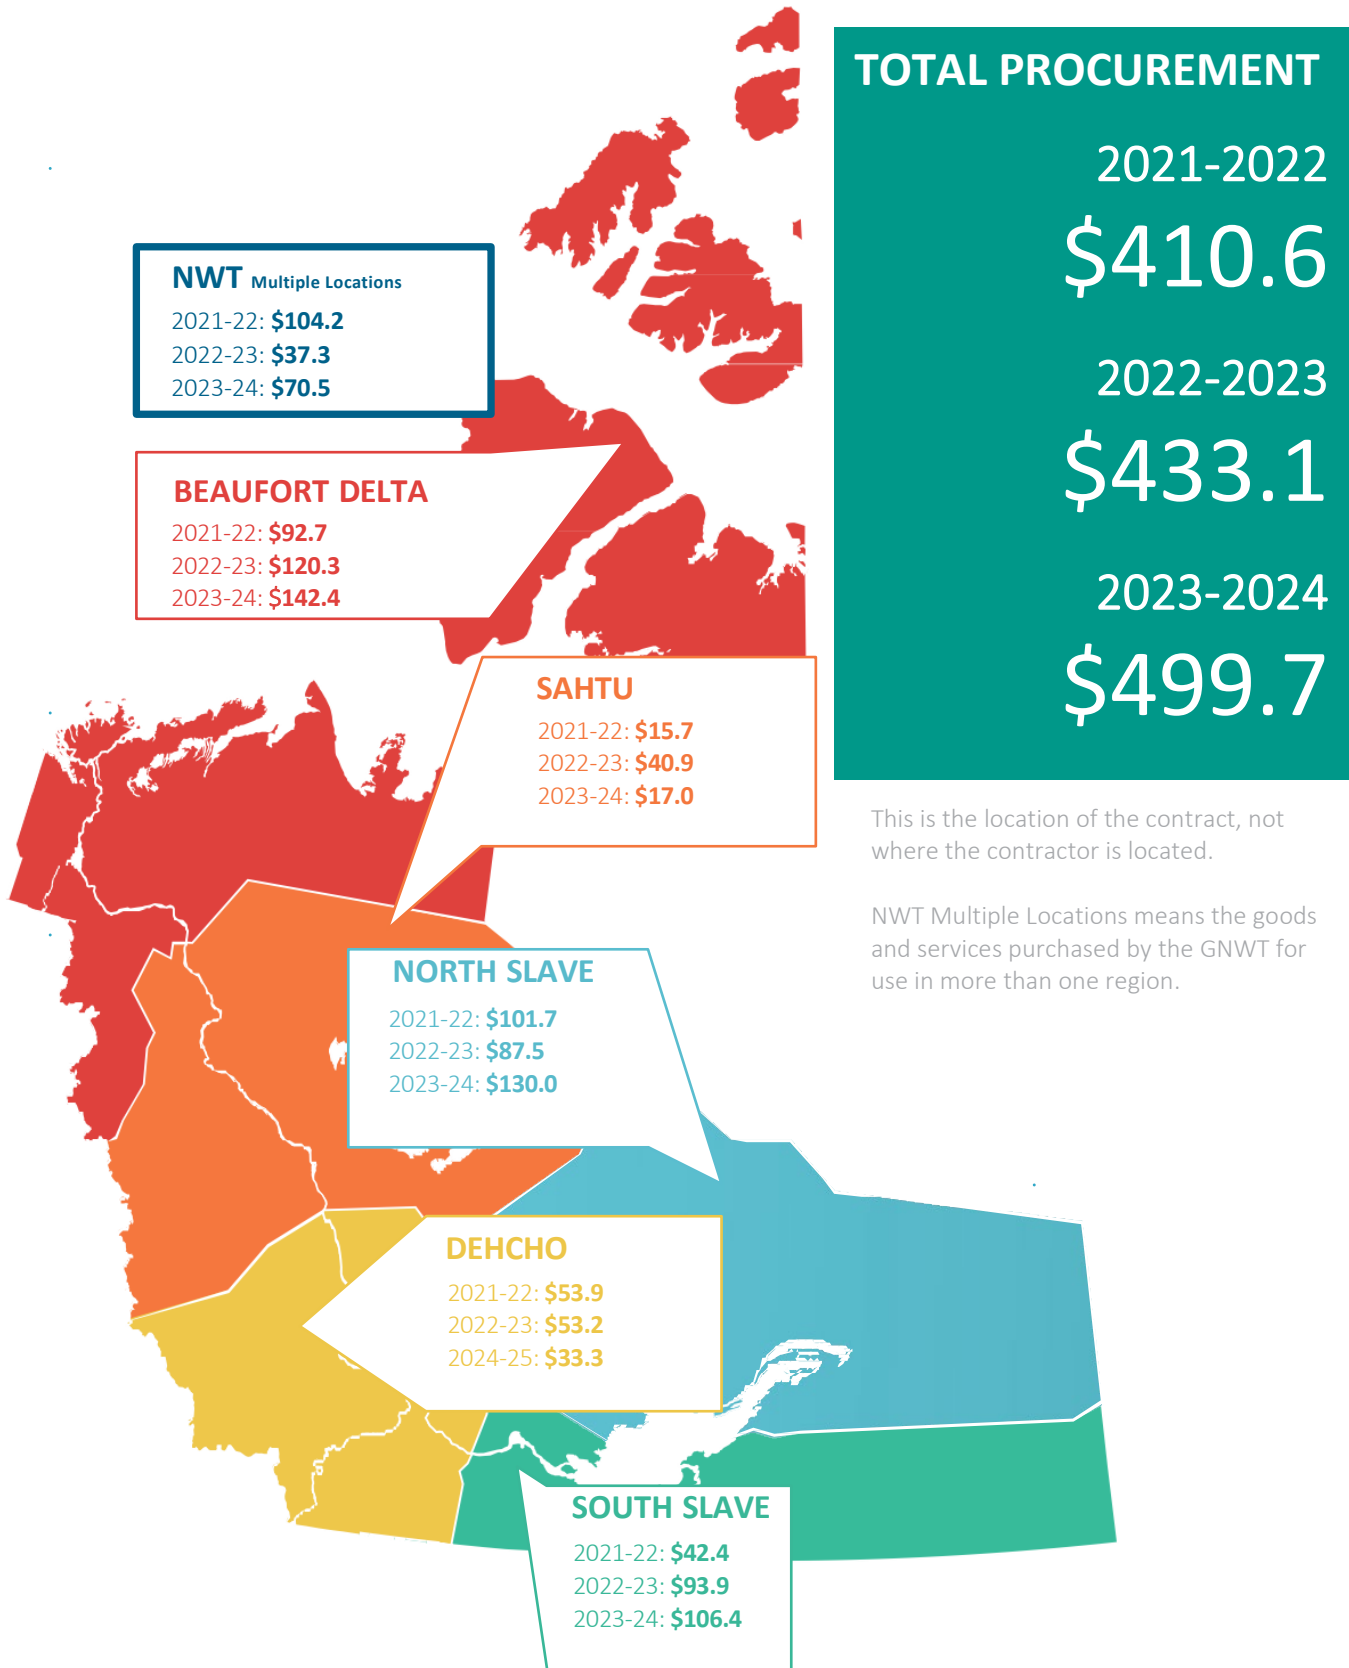 TOTAL PROCUREMENT
2021-2022
$410.6
2022-2023
$433.1
2023-2024
$499.7
This is the location of the contract, not
where the contractor is located.
NWT Multiple Locations means the goods
and services purchased by the GNWT for
use in more than one region.
NWT Multiple Locations
2021-22: $104.2
2022-23: $37.3
2023-24: $70.5
BEAUFORT DELTA
2021-22: $92.7
2022-23: $120.3
2023-24: $142.4
SAHTU
2021-22: $15.7
2022-23: $40.9
2023-24: $17.0
NORTH SLAVE
2021-22: $101.7
2022-23: $87.5
2023-24: $130.0
DEHCHO
2021-22: $53.9
2022-23: $53.2
2024-25: $33.3
SOUTH SLAVE
2021-22: $42.4
2022-23: $93.9
2023-24: $106.4